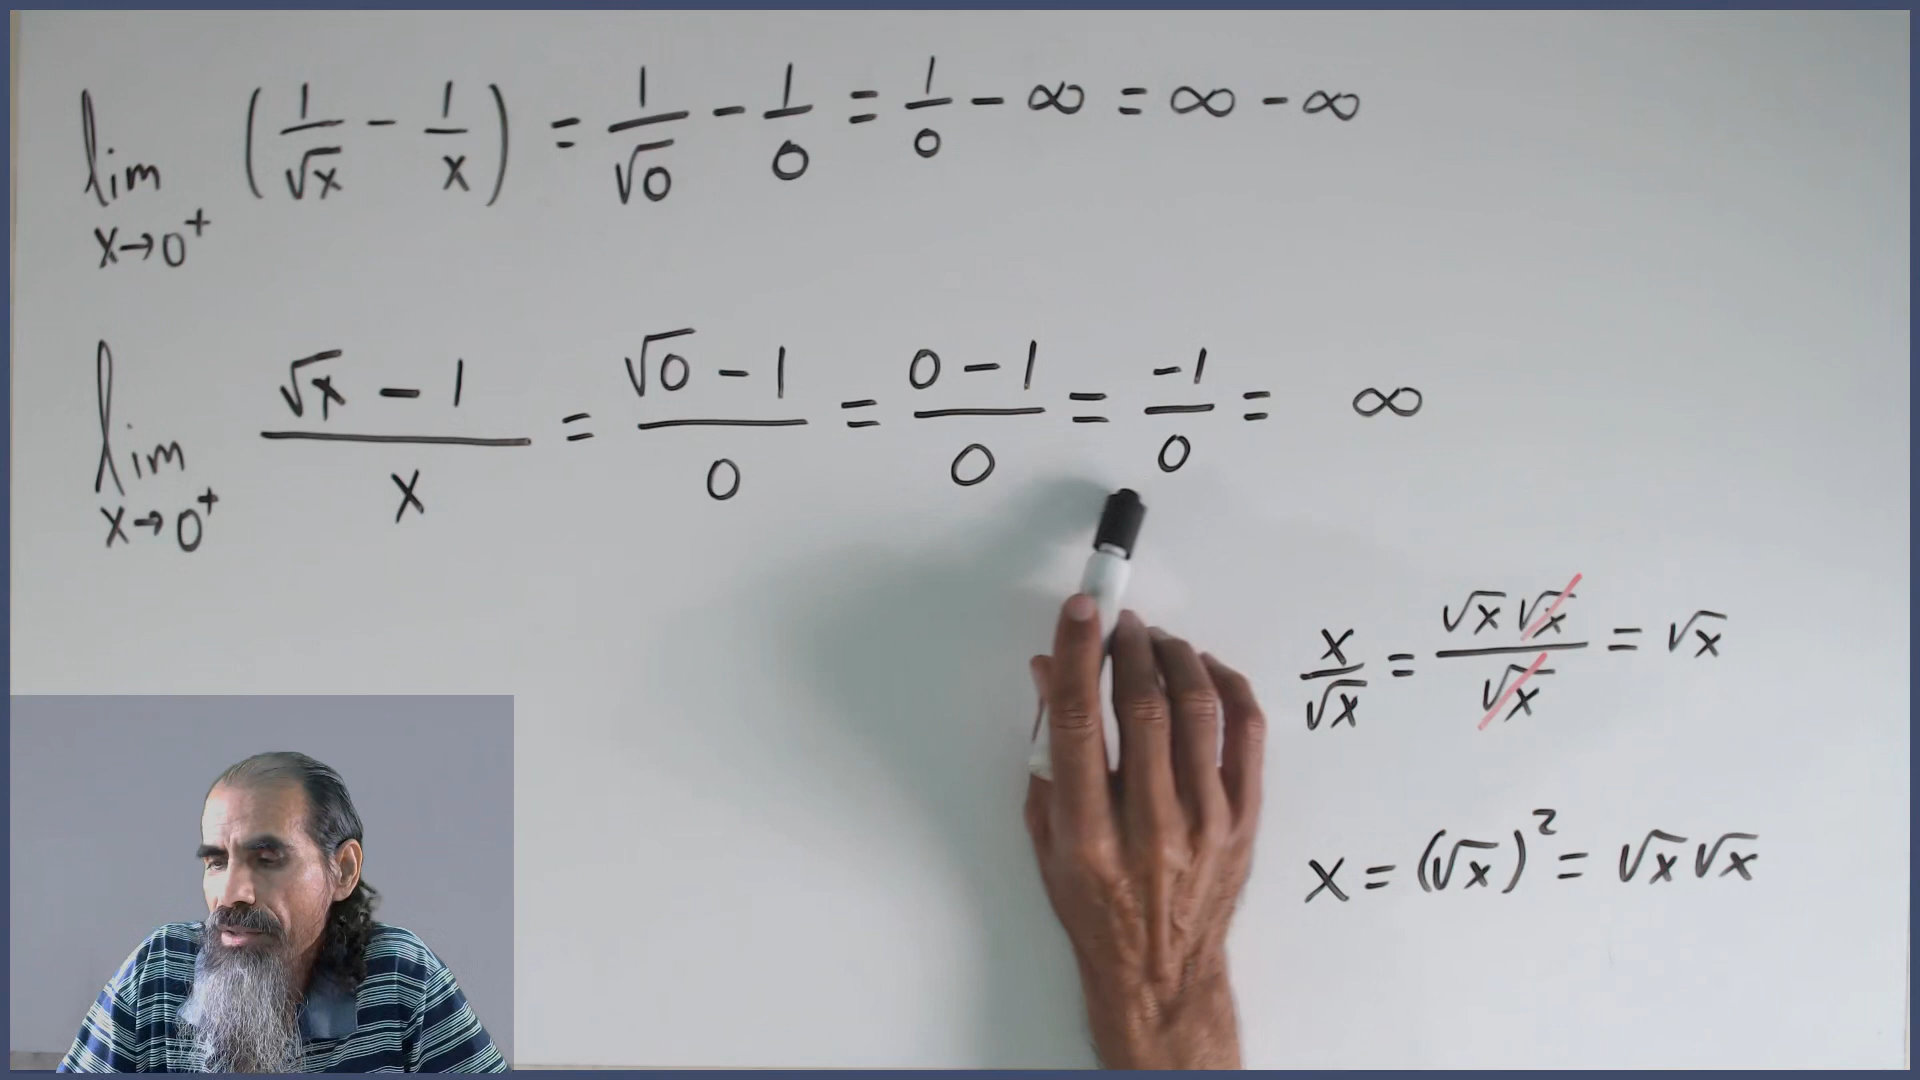 lim x→0⁺ (1/√x − 1/x) = 1/√0 − 1/0 = 1/0 − ∞ = ∞ − ∞
lim x→0⁺ (√x − 1)/x = (√0 − 1)/0 = (0 − 1)/0 = −1/0 = ∞
x/√x = √x√x/√x = √x
x = (√x)² = √x√x